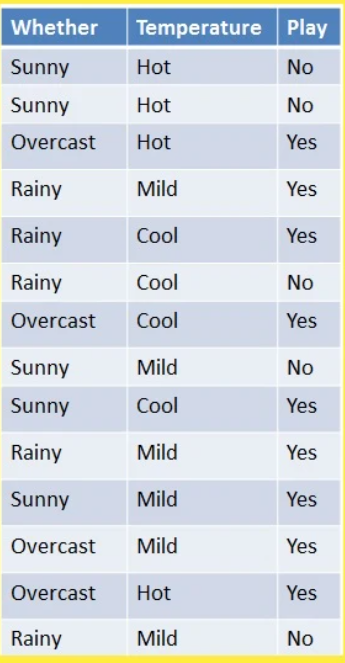 Whether Temperature Play
Sunny Hot No
Sunny Hot No
Overcast Hot Yes
Rainy Mild Yes
Rainy Cool Yes
Rainy Cool No
Overcast Cool Yes
Sunny Mild No
Sunny Cool Yes
Rainy Mild Yes
Sunny Mild Yes
Overcast Mild Yes
Overcast Hot Yes
Rainy Mild No